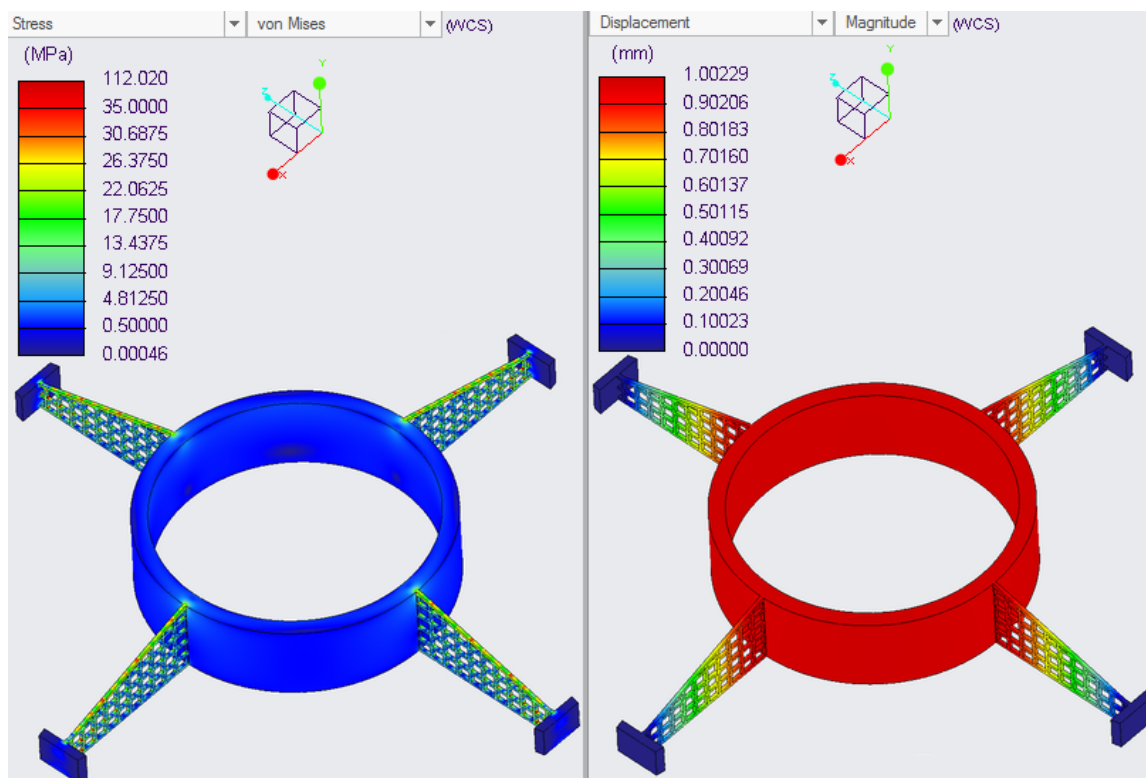 Stress von Mises (WCS)
(MPa)
112.020
35.0000
30.6875
26.3750
22.0625
17.7500
13.4375
9.12500
4.81250
0.50000
0.00046
Y
Z
X
Displacement Magnitude (WCS)
(mm)
1.00229
0.90206
0.80183
0.70160
0.60137
0.50115
0.40092
0.30069
0.20046
0.10023
0.00000
Y
Z
X